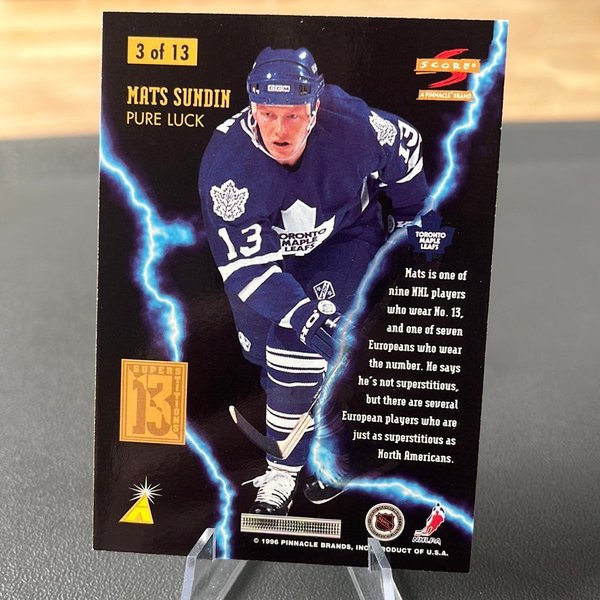 3 of 13
MATS SUNDIN
PURE LUCK
SCORE®
A PINNACLE® BRAND
CCM
13
13
TORONTO
MAPLE
LEAFS
TORONTO
MAPLE
LEAFS
Mats is one of
nine NHL players
who wear No. 13,
and one of seven
Europeans who wear
the number. He says
he's not superstitious,
but there are several
European players who are
just as superstitious as
North Americans.
SUPERSTITIONS
13
NHLPA
© 1996 PINNACLE BRANDS, INC. PRODUCT OF U.S.A.